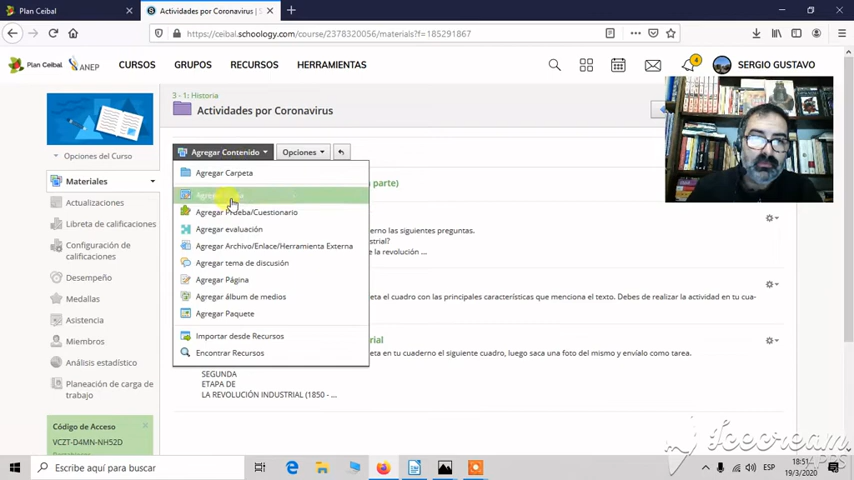 Plan Ceibal
Actividades por Coronavirus | S
https://ceibal.schoology.com/course/2378320056/materials?f=185291867
Plan Ceibal
ANEP
CURSOS
GRUPOS
RECURSOS
HERRAMIENTAS
4
SERGIO GUSTAVO
3 - 1: Historia
Actividades por Coronavirus
Opciones del Curso
Agregar Contenido
Opciones
Materiales
Actualizaciones
Libreta de calificaciones
Configuración de
calificaciones
Desempeño
Medallas
Asistencia
Miembros
Análisis estadístico
Planeación de carga de
trabajo
Código de Acceso
VCZT-D4MN-NH52D
Agregar Carpeta
Agregar
Agregar Prueba/Cuestionario
Agregar evaluación
Agregar Archivo/Enlace/Herramienta Externa
Agregar tema de discusión
Agregar Página
Agregar álbum de medios
Agregar Paquete
Importar desde Recursos
Encontrar Recursos
parte)
onno las siguientes preguntas.
ndustrial?
de la revolución ...
eta el cuadro con las principales características que menciona el texto. Debes de realizar la actividad en tu cua-
rial
eta en tu cuaderno el siguiente cuadro, luego saca una foto del mismo y envíalo como tarea.
SEGUNDA
ETAPA DE
LA REVOLUCIÓN INDUSTRIAL (1850 - ...
Icecream
APPS
Escribe aquí para buscar
ESP
18:51
19/3/2020